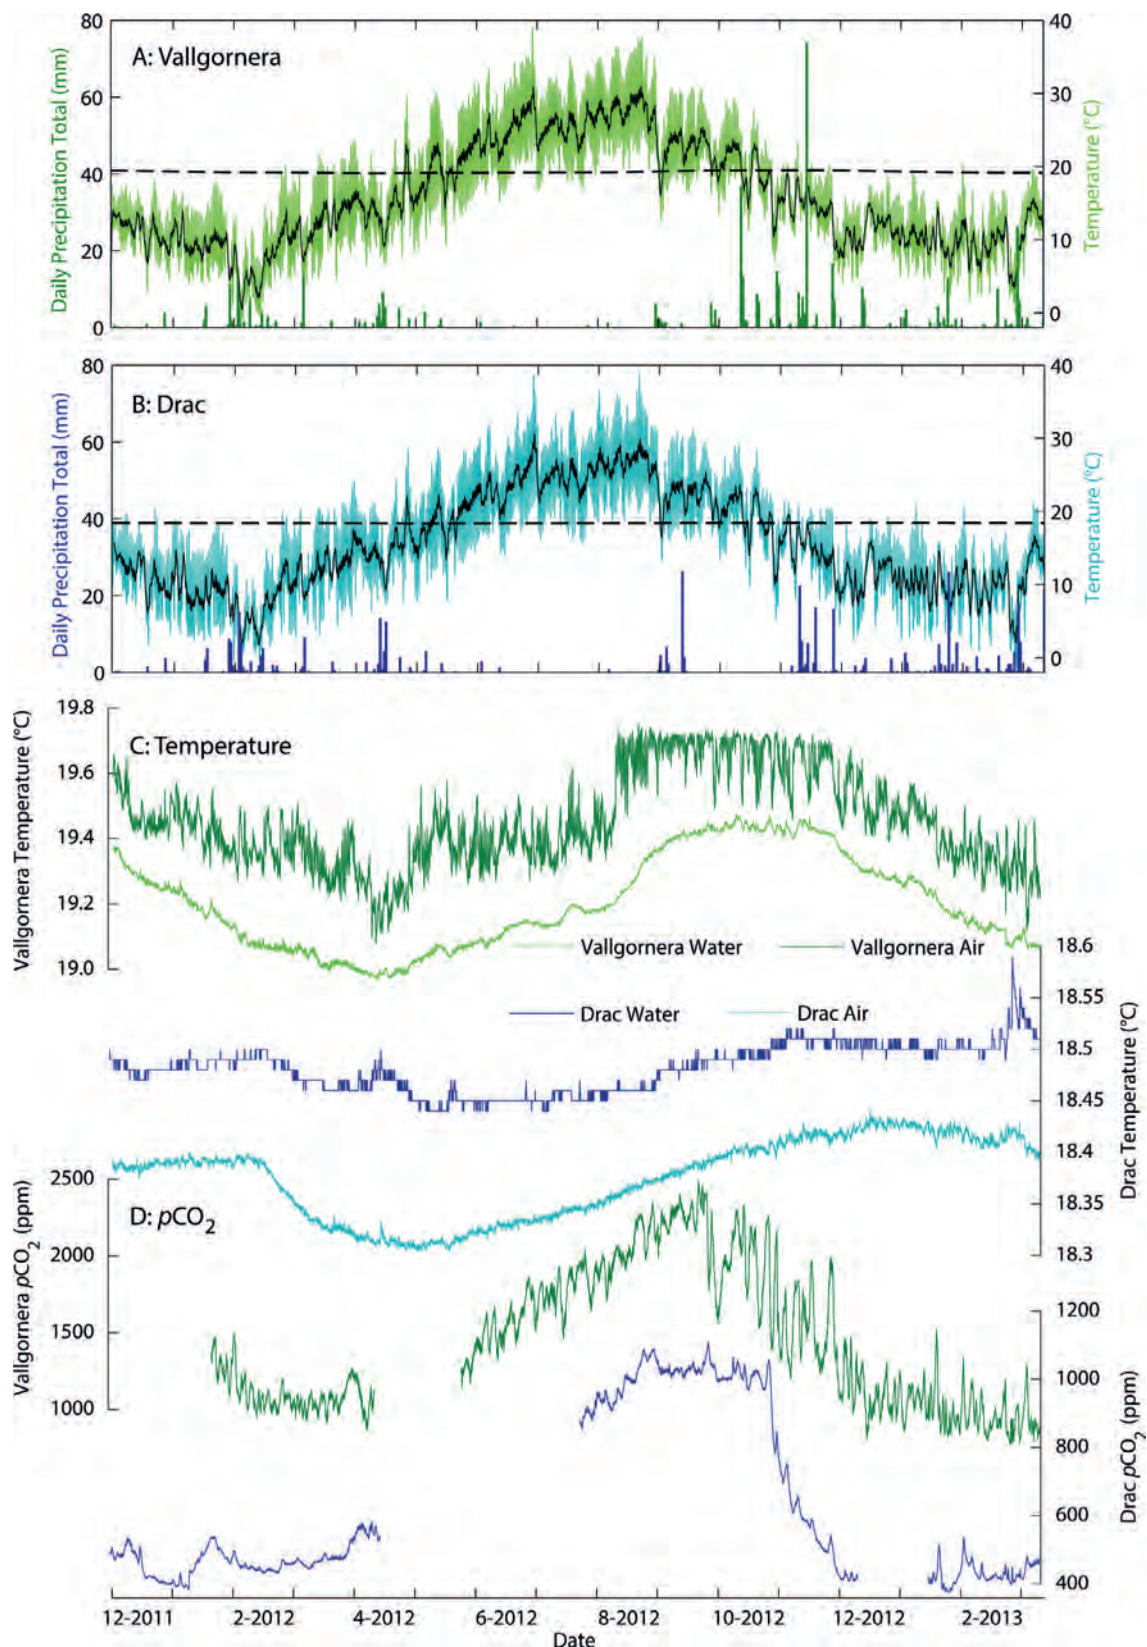 A: Vallgornera
Daily Precipitation Total (mm)
80
60
40
20
0
Temperature (°C)
40
30
20
10
0
B: Drac
Daily Precipitation Total (mm)
80
60
40
20
0
Temperature (°C)
40
30
20
10
0
C: Temperature
Vallgornera Temperature (°C)
19.8
19.6
19.4
19.2
19.0
Vallgornera Water
Vallgornera Air
Drac Water
Drac Air
18.6
18.55
18.5
18.45
18.4
18.35
18.3
Drac Temperature (°C)
D: pCO2
Vallgornera pCO2 (ppm)
2500
2000
1500
1000
1200
1000
800
600
400
Drac pCO2 (ppm)
12-2011 2-2012 4-2012 6-2012 8-2012 10-2012 12-2012 2-2013
Date